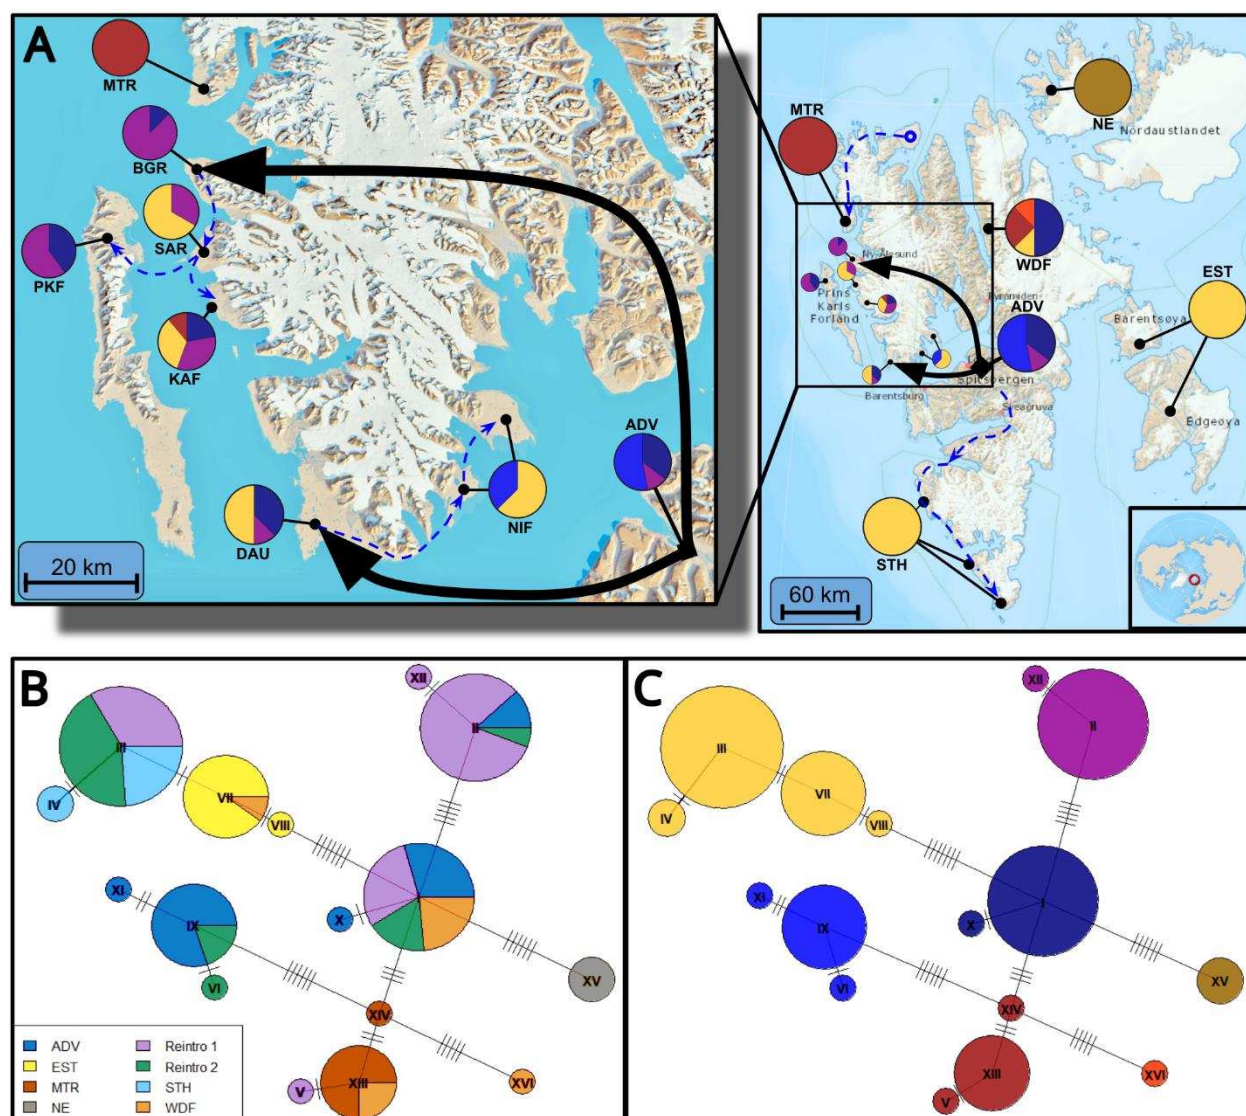 A
MTR
BGR
SAR
PKF
KAF
ADV
DAU
NIF
20 km
MTR
NE
Nordaustlandet
WDF
Ny-Ålesund
EST
Prins
Karls
Forland
Pyramiden
Barentsøya
ADV
Spitsbergen
Barentsburg
Sveagruva
Edgeøya
STH
60 km
B
XII
II
III
IV
VII
VIII
XI
IX
X
VI
XV
XIV
XIII
V
XVI
ADV
EST
MTR
NE
Reintro 1
Reintro 2
STH
WDF
C
XII
II
III
IV
VII
VIII
I
XI
IX
X
VI
XV
XIV
XIII
V
XVI